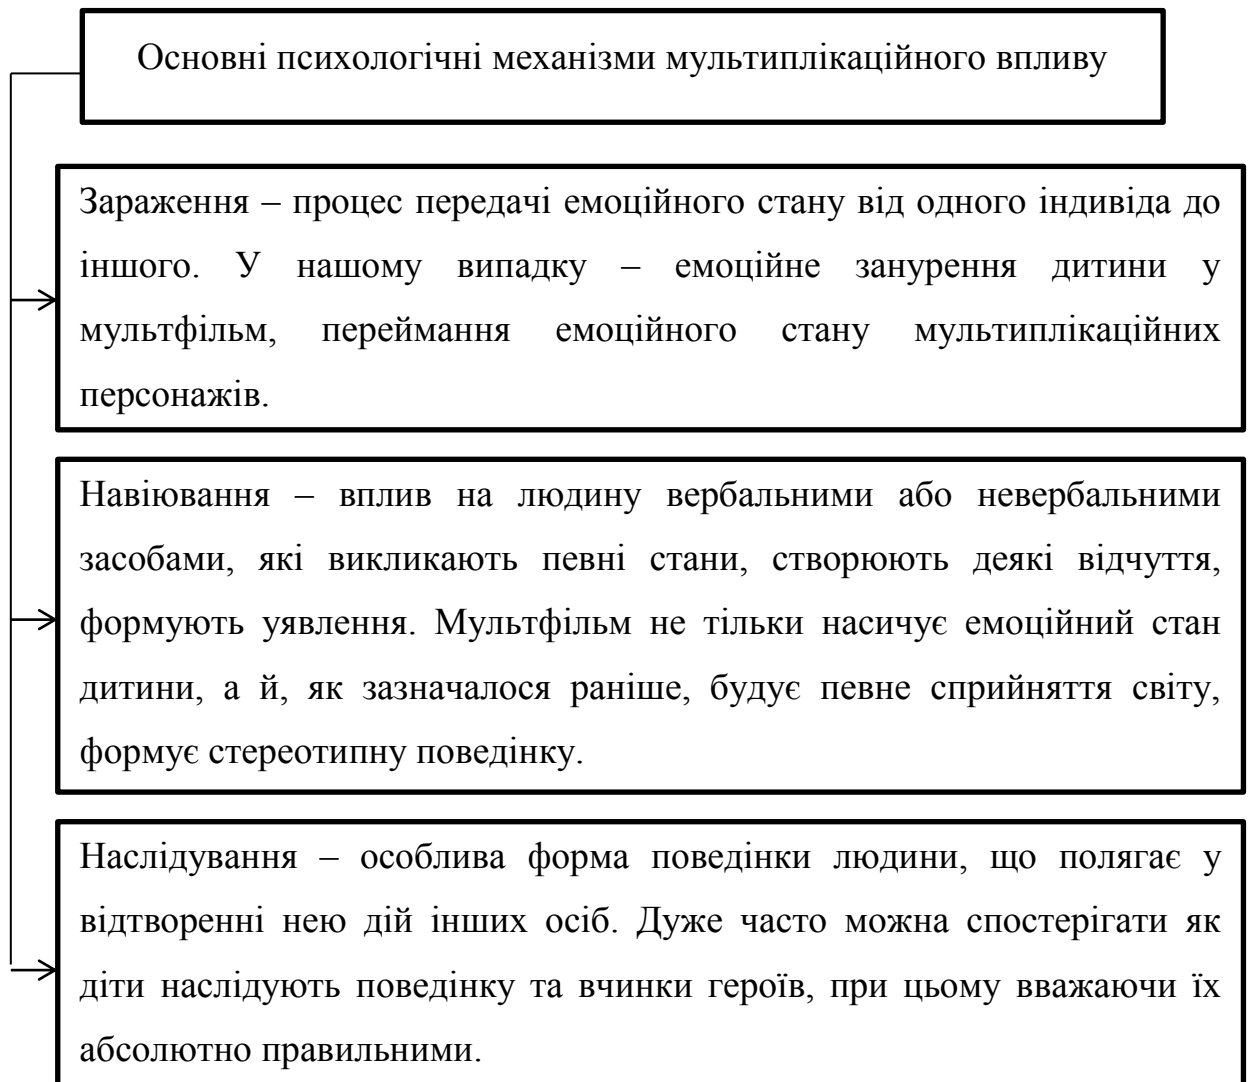 Основні психологічні механізми мультиплікаційного впливу
Зараження – процес передачі емоційного стану від одного індивіда до
іншого. У нашому випадку – емоційне занурення дитини у
мультфільм, переймання емоційного стану мультиплікаційних
персонажів.
Навіювання – вплив на людину вербальними або невербальними
засобами, які викликають певні стани, створюють деякі відчуття,
формують уявлення. Мультфільм не тільки насичує емоційний стан
дитини, а й, як зазначалося раніше, будує певне сприйняття світу,
формує стереотипну поведінку.
Наслідування – особлива форма поведінки людини, що полягає у
відтворенні нею дій інших осіб. Дуже часто можна спостерігати як
діти наслідують поведінку та вчинки героїв, при цьому вважаючи їх
абсолютно правильними.